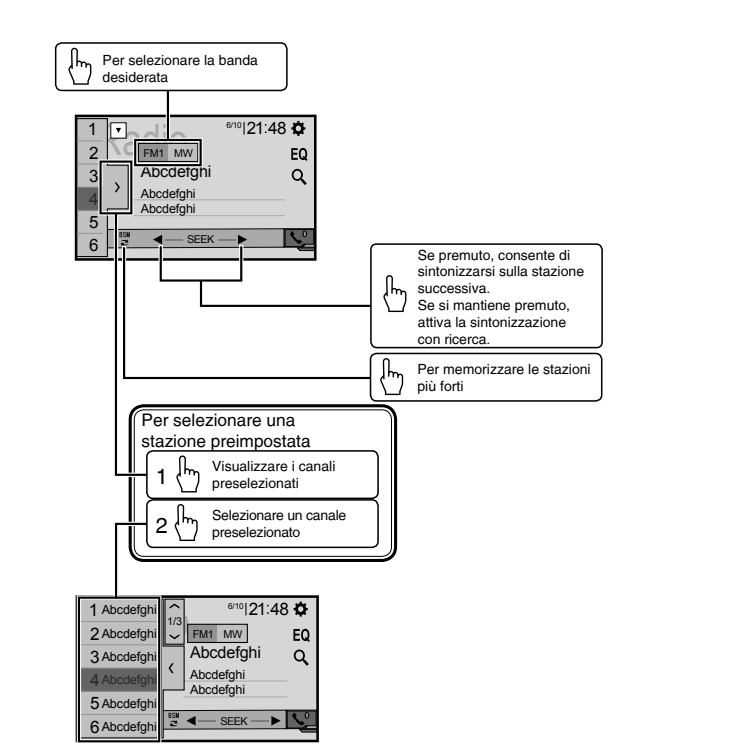 Per selezionare la banda
desiderata
Radio
6/10 21:48
1
2
3
4
5
6
FM1 MW
EQ
Abcdefghi
Abcdefghi
Abcdefghi
BSM
SEEK
Se premuto, consente di
sintonizzarsi sulla stazione
successiva.
Se si mantiene premuto,
attiva la sintonizzazione
con ricerca.
Per memorizzare le stazioni
più forti
Per selezionare una
stazione preimpostata
1 Visualizzare i canali
preselezionati
2 Selezionare un canale
preselezionato
1 Abcdefghi
2 Abcdefghi
3 Abcdefghi
4 Abcdefghi
5 Abcdefghi
6 Abcdefghi
1/3
6/10 21:48
FM1 MW
EQ
Abcdefghi
Abcdefghi
Abcdefghi
BSM
SEEK